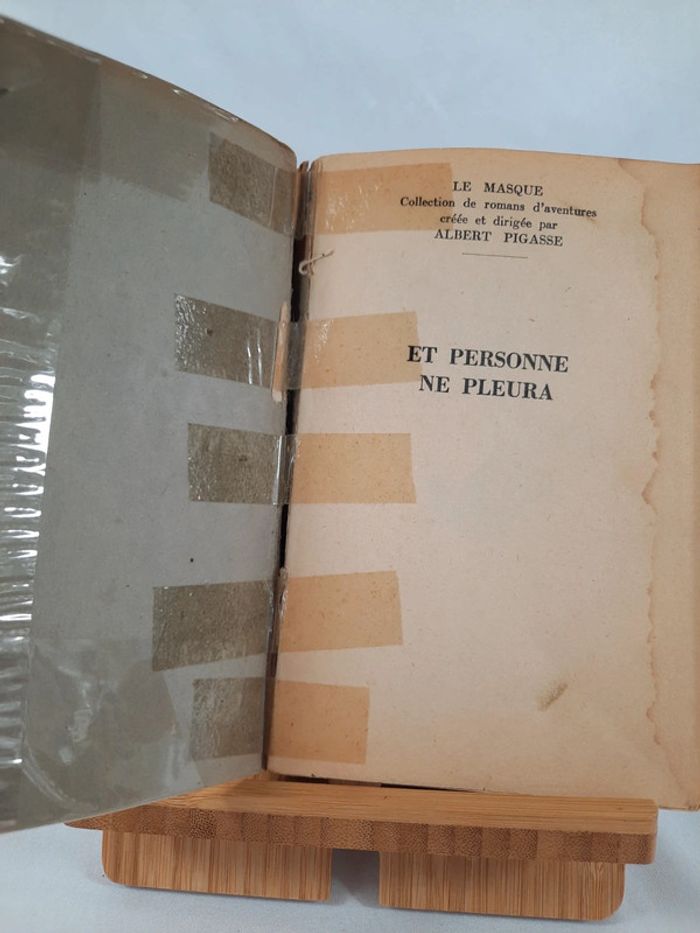 LE MASQUE
Collection de romans d'aventures
créée et dirigée par
ALBERT PIGASSE
ET PERSONNE
NE PLEURA